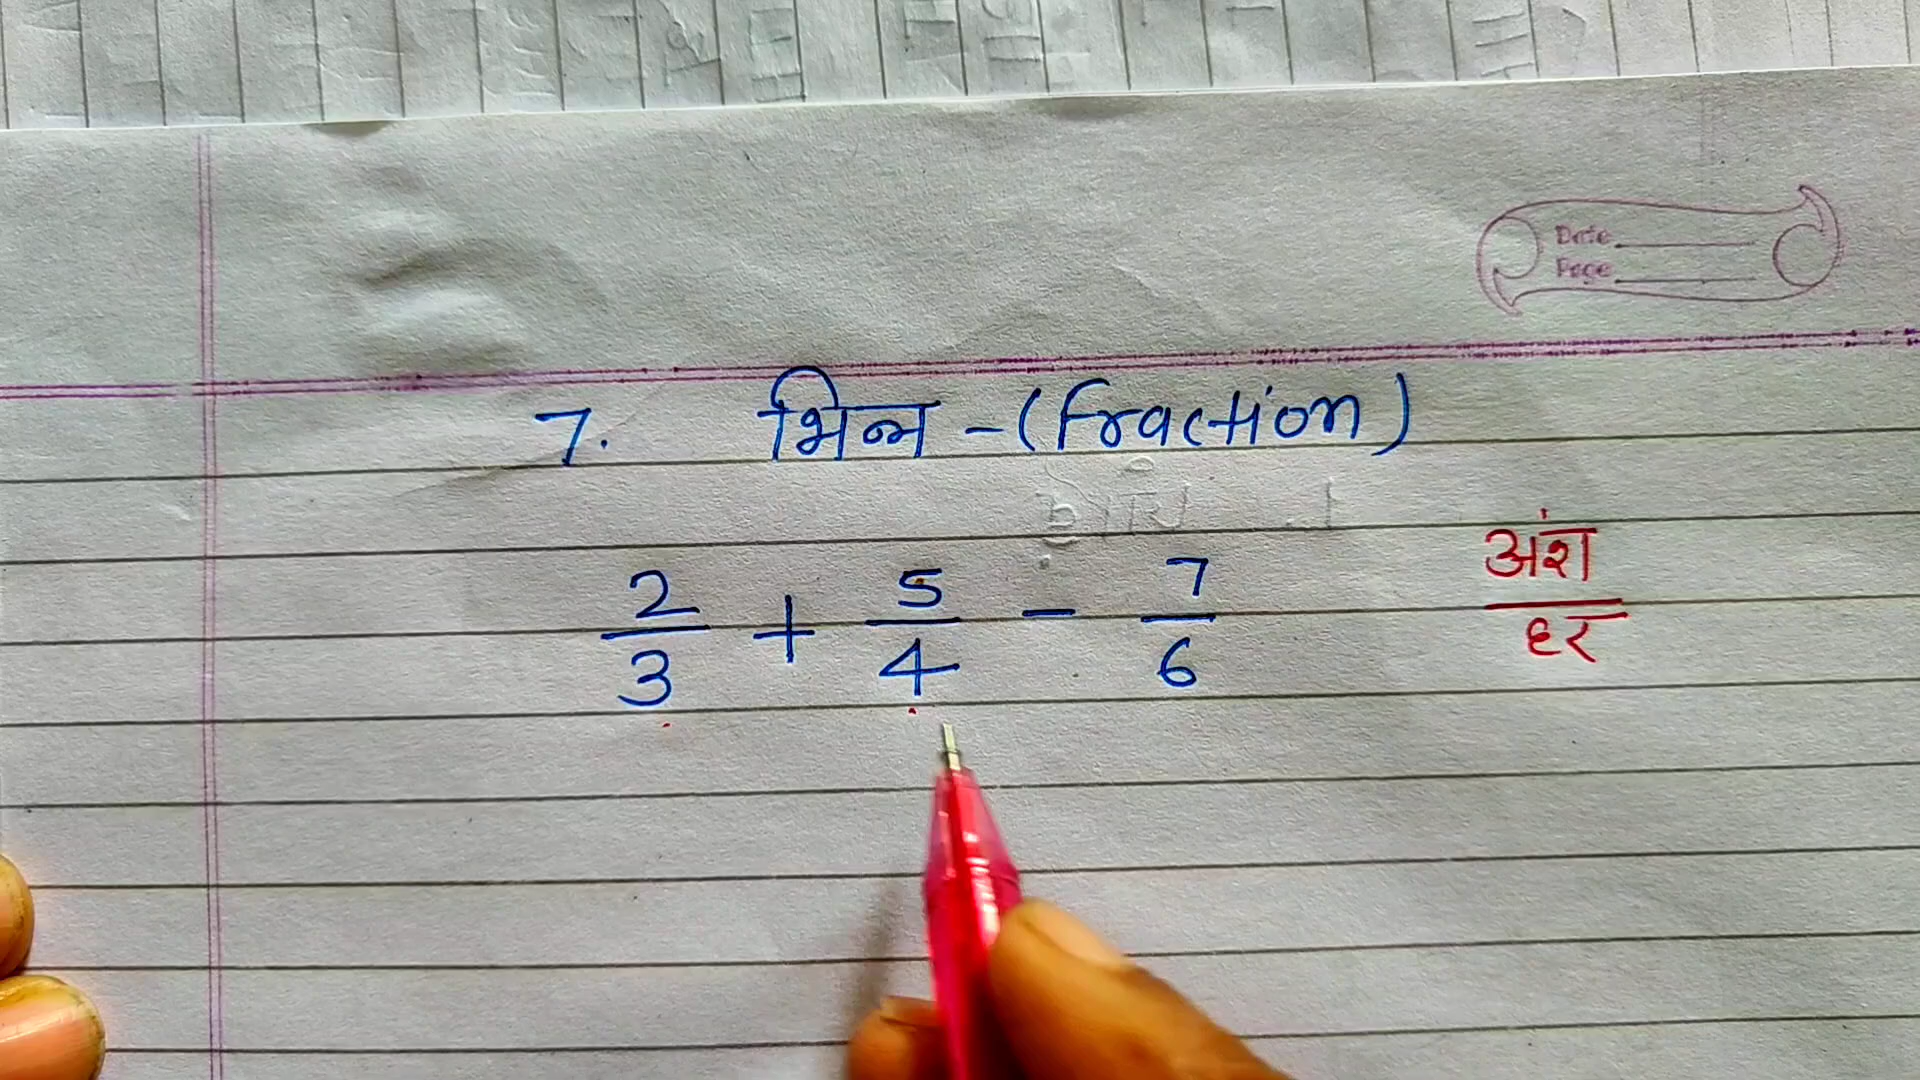 Date
Page
7. भिन्न - (fraction)
2/3 + 5/4 - 7/6
अंश
हर